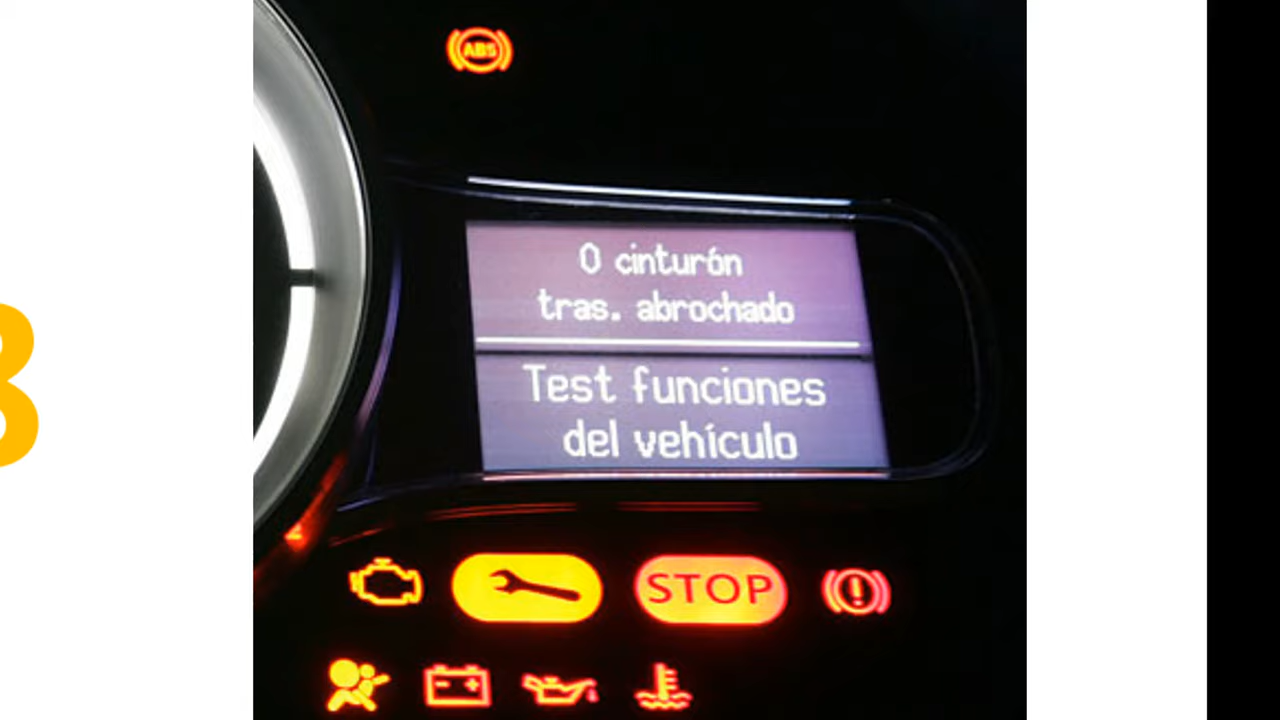 ABS
0 cinturón
tras. abrochado
Test funciones
del vehículo
STOP